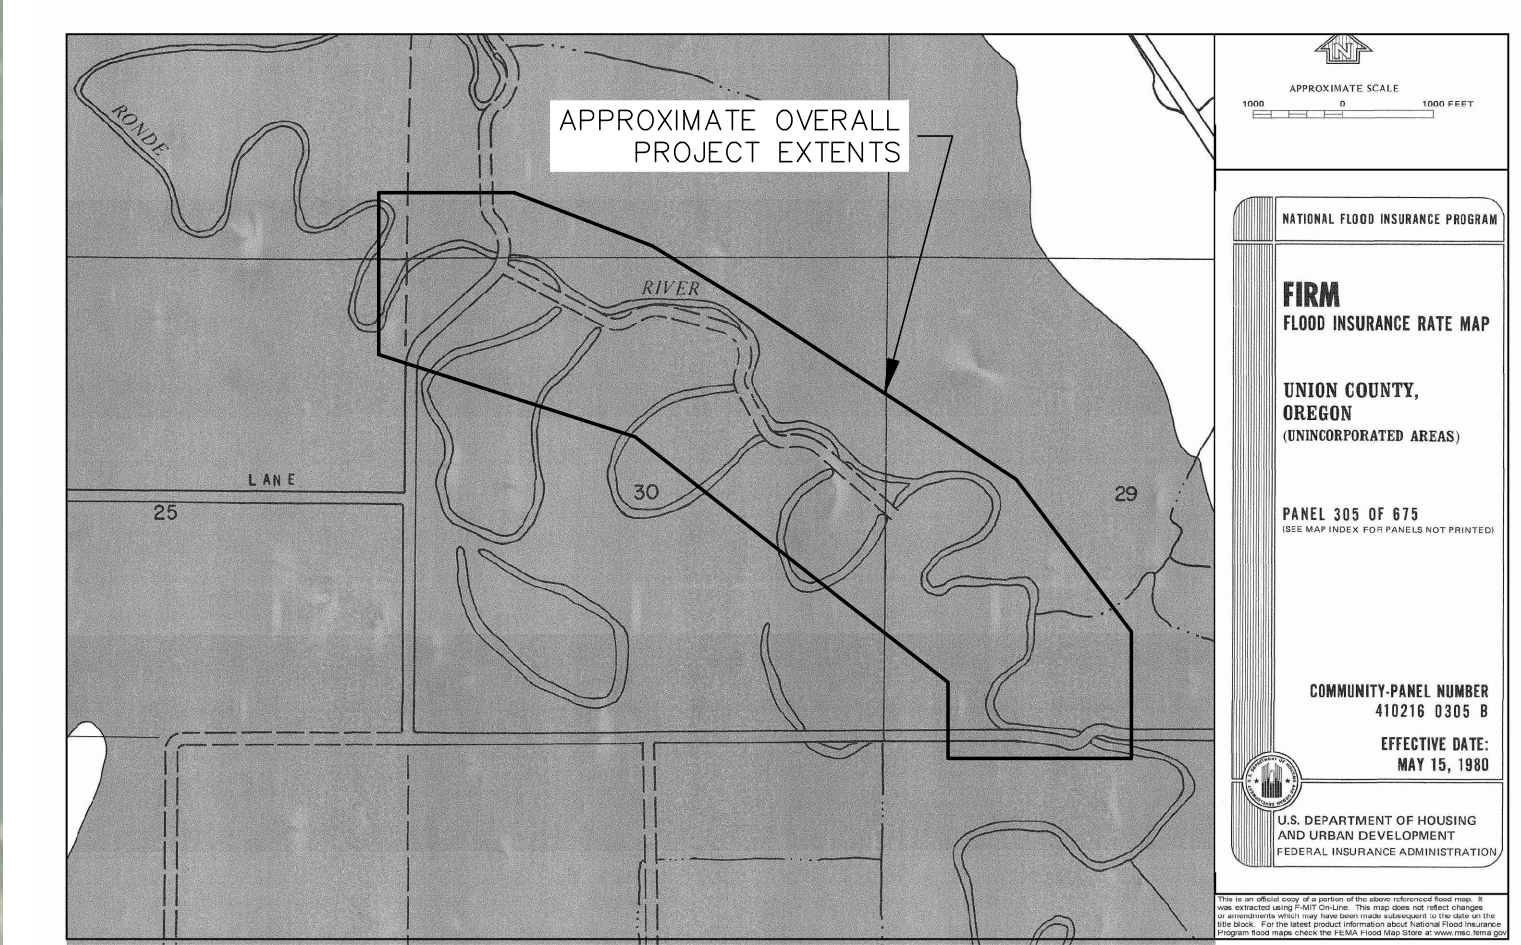 RONDE
APPROXIMATE OVERALL
PROJECT EXTENTS
RIVER
LANE
25
30
29
N
APPROXIMATE SCALE
1000 0 1000 FEET
NATIONAL FLOOD INSURANCE PROGRAM
FIRM
FLOOD INSURANCE RATE MAP
UNION COUNTY,
OREGON
(UNINCORPORATED AREAS)
PANEL 305 OF 675
(SEE MAP INDEX FOR PANELS NOT PRINTED)
COMMUNITY-PANEL NUMBER
410216 0305 B
EFFECTIVE DATE:
MAY 15, 1980
U.S. DEPARTMENT OF HOUSING
AND URBAN DEVELOPMENT
FEDERAL INSURANCE ADMINISTRATION
This is an official copy of a portion of the above referenced flood map. It
was extracted using F-MIT On-Line. This map does not reflect changes
or amendments which may have been made subsequent to the date on the
title block. For the latest product information about National Flood Insurance
Program flood maps check the FEMA Flood Map Store at www.msc.fema.gov